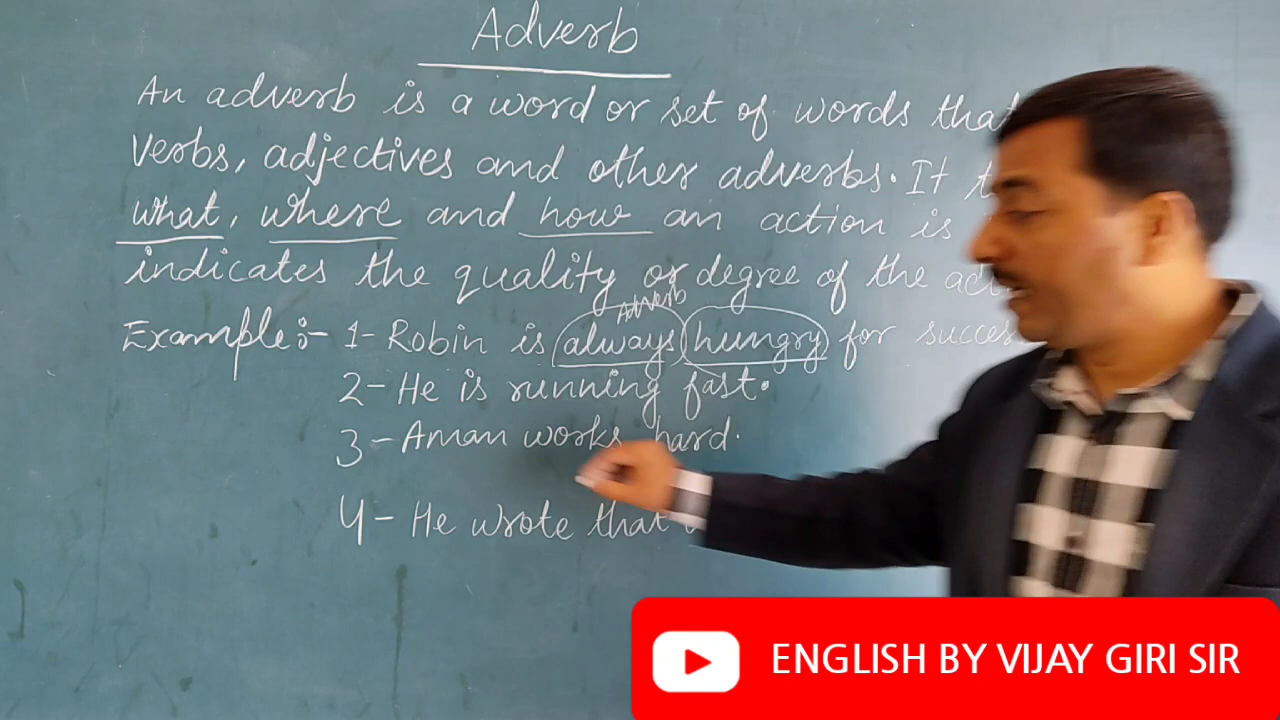 Adverb
An adverb is a word or set of words that
verbs, adjectives and other adverbs. It
what, where and how an action is
indicates the quality or degree of the
Adverb
Example:- 1- Robin is always hungry for
2- He is running fast.
3- Aman works hard.
4- He wrote that
ENGLISH BY VIJAY GIRI SIR